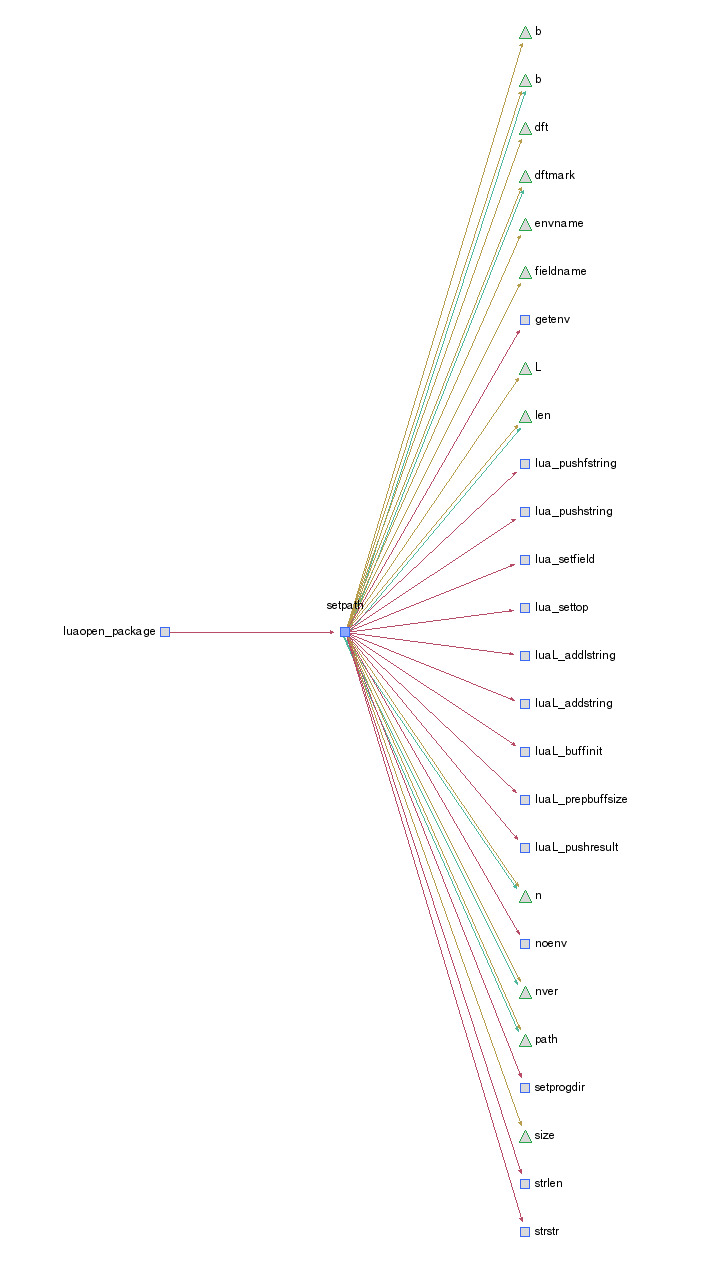 b
b
dft
dftmark
envname
fieldname
getenv
L
len
lua_pushfstring
lua_pushstring
lua_setfield
setpath
lua_settop
luaopen_package
luaL_addlstring
luaL_addstring
luaL_buffinit
luaL_prepbuffsize
luaL_pushresult
n
noenv
nver
path
setprogdir
size
strlen
strstr